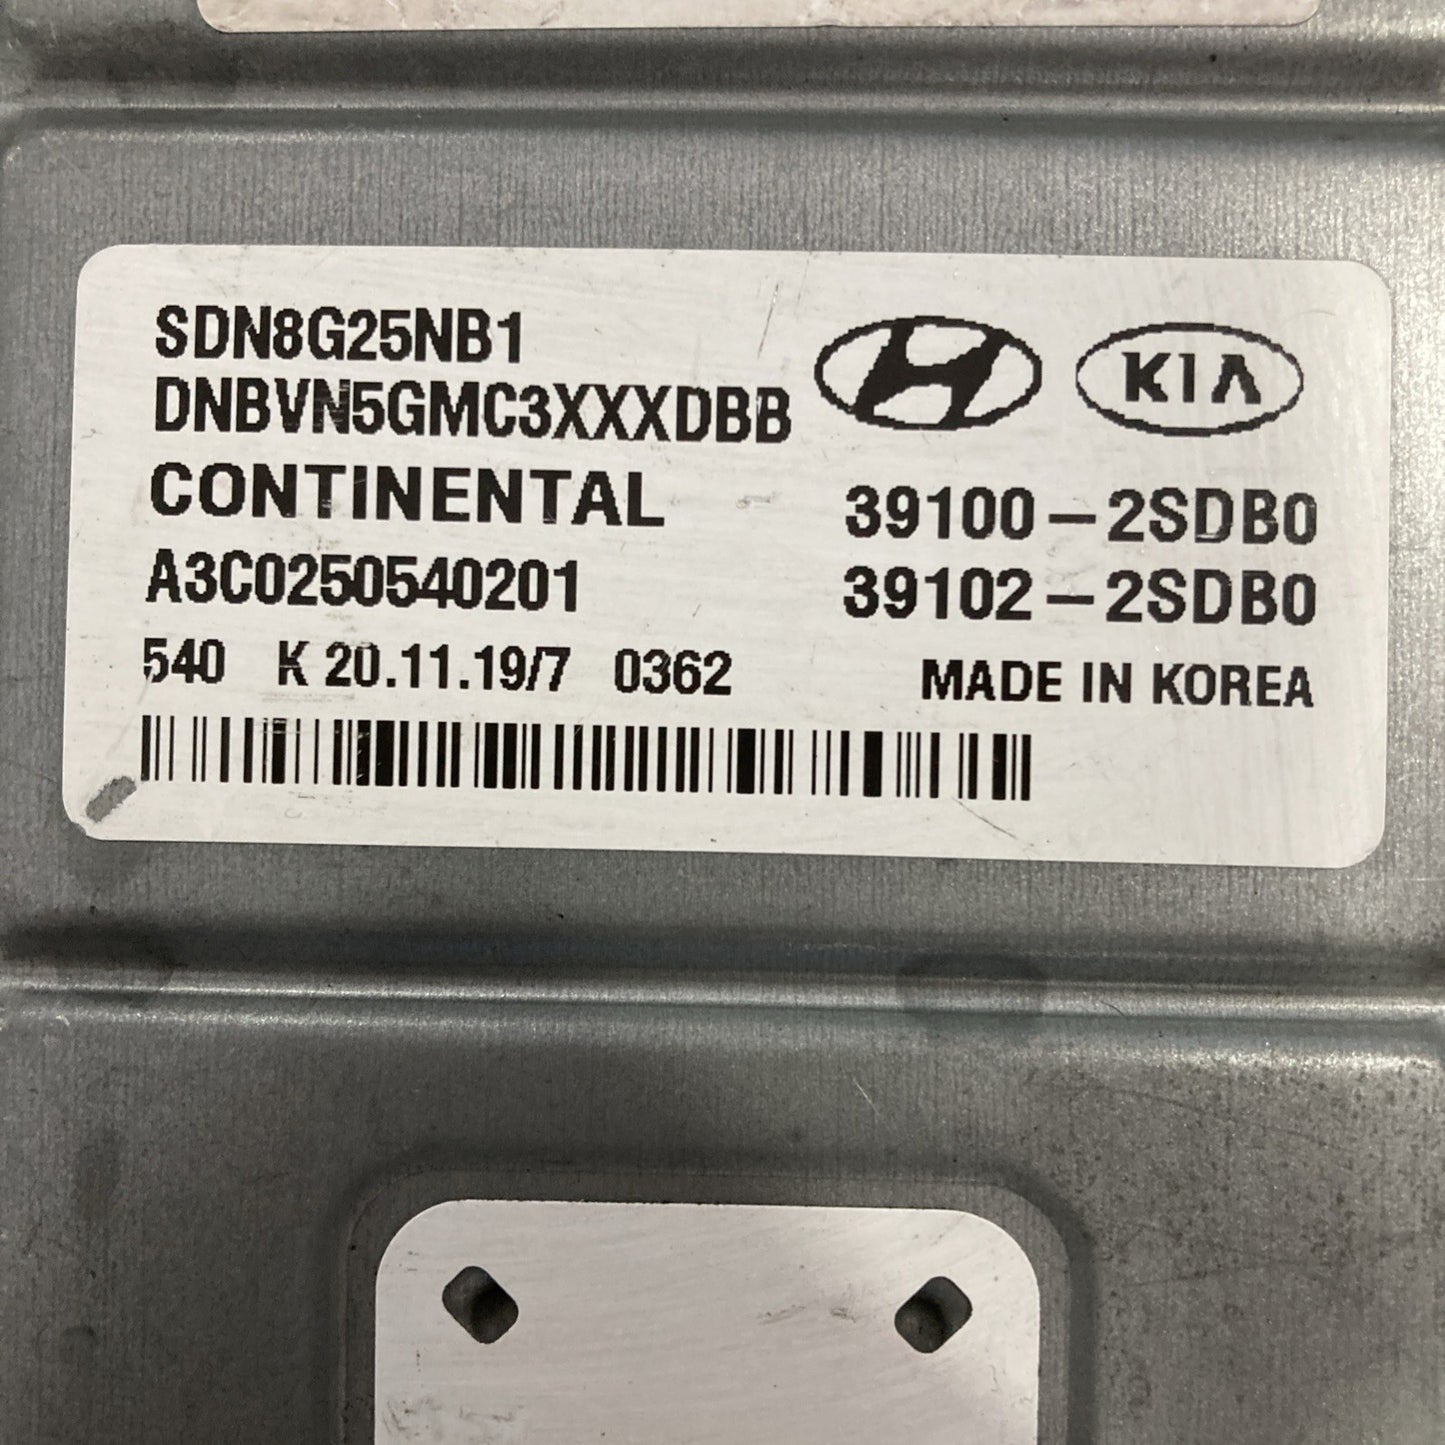 SDN8G25NB1
DNBVN5GMC3XXXDBB
CONTINENTAL
A3C0250540201
540 K 20.11.19/7 0362
KIA
39100-2SDB0
39102-2SDB0
MADE IN KOREA